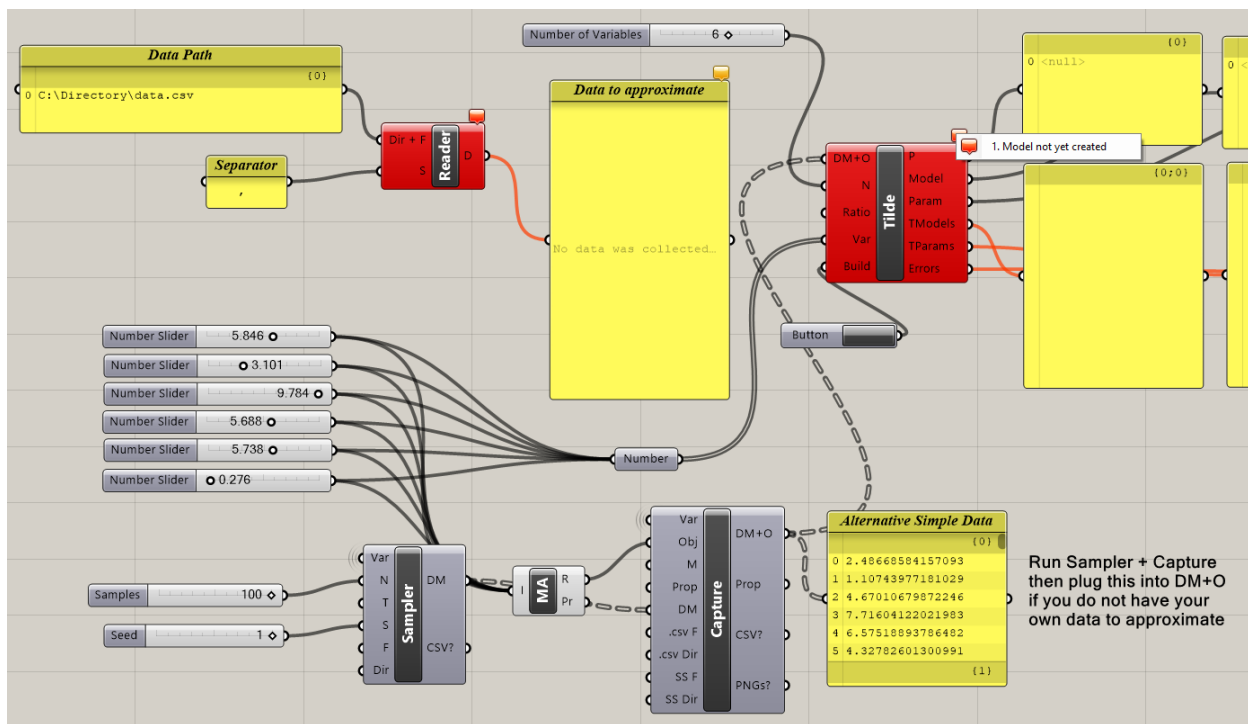 Number of Variables 6
Data Path
{0}
0 C:\Directory\data.csv
Separator
,
Dir + F
S
Reader
D
Data to approximate
No data was collected…
DM+O
N
Ratio
Var
Build
Tilde
P
Model
Param
TModels
TParams
Errors
1. Model not yet created
{0}
0 <null>
0 <
{0;0}
Button
Number Slider 5.846
Number Slider 3.101
Number Slider 9.784
Number Slider 5.688
Number Slider 5.738
Number Slider 0.276
Number
Samples 100
Seed 1
Var
N
T
S
F
Dir
Sampler
DM
CSV?
I
MA
R
Pr
Var
Obj
M
Prop
DM
.csv F
.csv Dir
SS F
SS Dir
Capture
DM+O
Prop
CSV?
PNGs?
Alternative Simple Data
{0}
0 2.48668584157093
1 1.10743977181029
2 4.67010679872246
3 7.71604122021983
4 6.57518893786482
5 4.32782601300991
{1}
Run Sampler + Capture
then plug this into DM+O
if you do not have your
own data to approximate